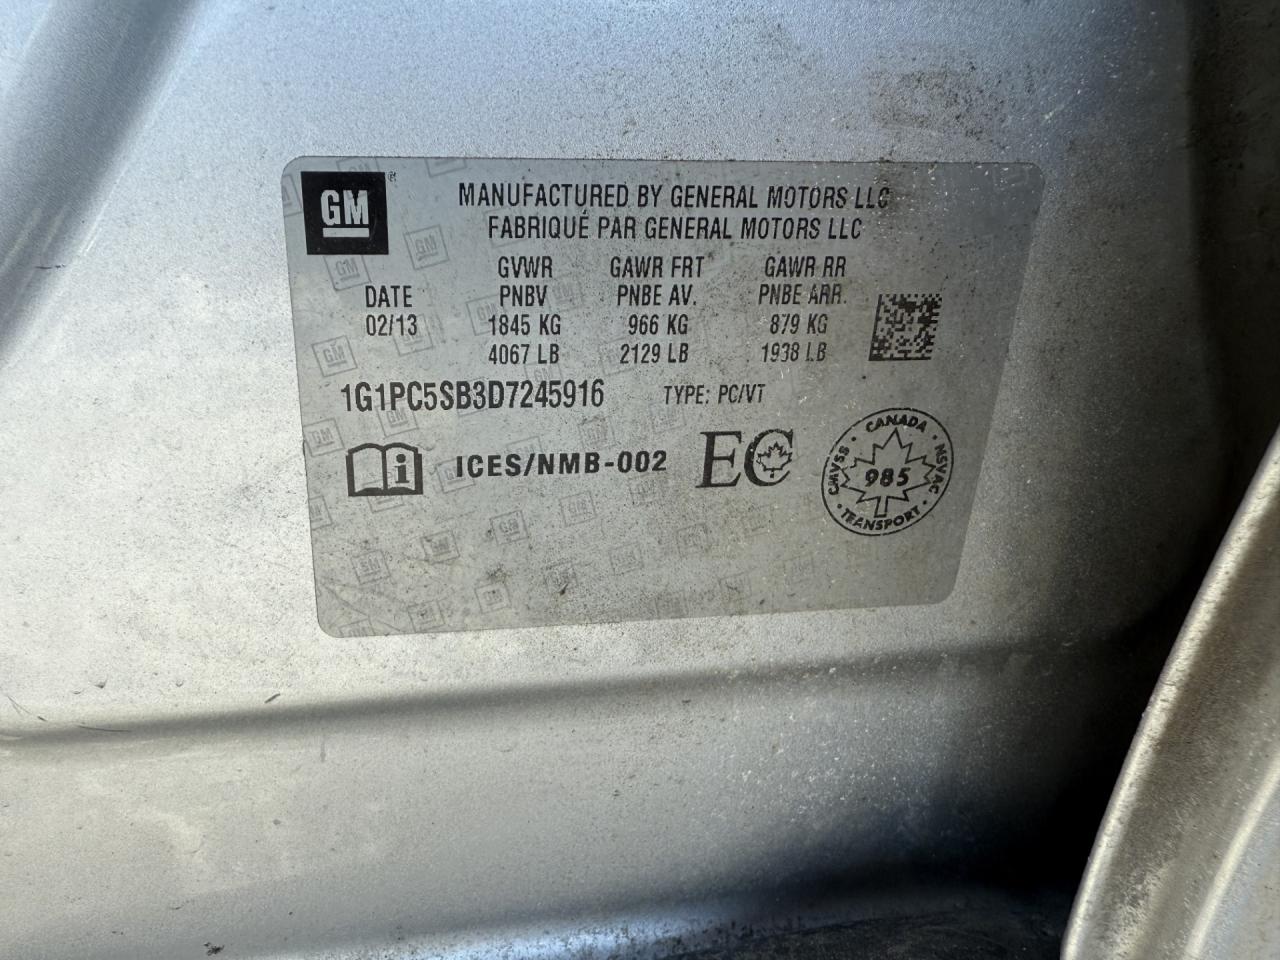 GM
MANUFACTURED BY GENERAL MOTORS LLC
FABRIQUÉ PAR GENERAL MOTORS LLC
GVWR GAWR FRT GAWR RR
DATE PNBV PNBE AV. PNBE ARR.
02/13 1845 KG 966 KG 879 KG
4067 LB 2129 LB 1938 LB
1G1PC5SB3D7245916 TYPE: PC/VT
i ICES/NMB-002 EC
CANADA
CMVSS 985 NSVAC
TRANSPORT